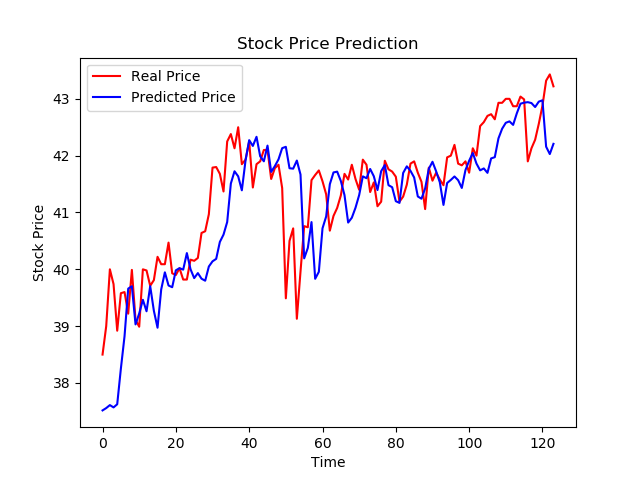 Stock Price Prediction
Real Price
Predicted Price
Stock Price
43
42
41
40
39
38
0 20 40 60 80 100 120
Time